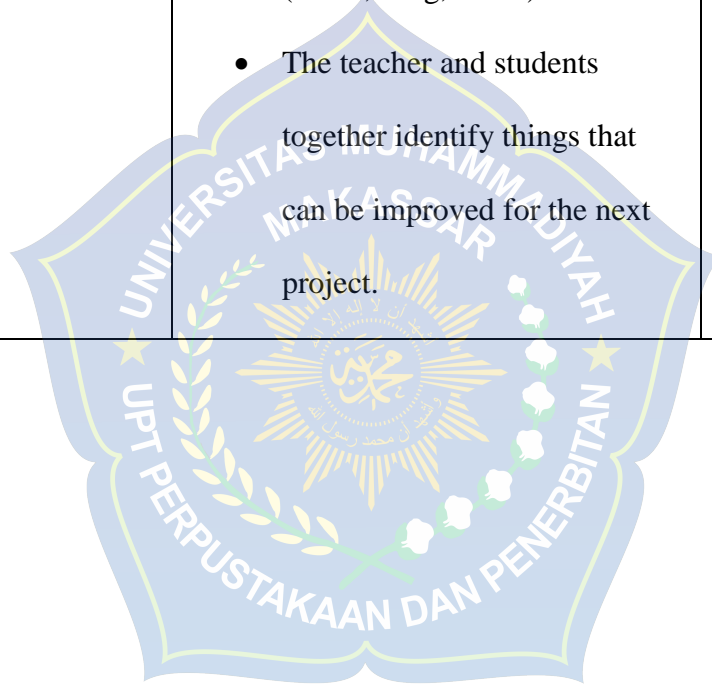 • The teacher and students
together identify things that
can be improved for the next
project.
UNIVERSITAS MUHAMMADIYAH
MAKASSAR
UPT PERPUSTAKAAN DAN PENERBITAN
محمدية